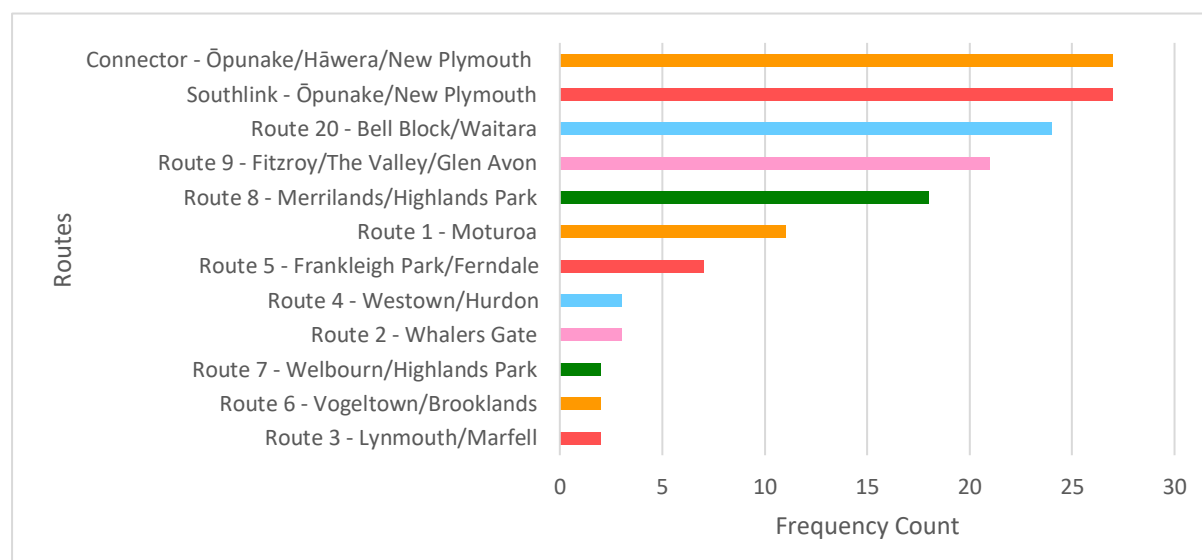 Connector - Ōpunake/Hāwera/New Plymouth
Southlink - Ōpunake/New Plymouth
Route 20 - Bell Block/Waitara
Route 9 - Fitzroy/The Valley/Glen Avon
Route 8 - Merrilands/Highlands Park
Route 1 - Moturoa
Route 5 - Frankleigh Park/Ferndale
Route 4 - Westown/Hurdon
Route 2 - Whalers Gate
Route 7 - Welbourn/Highlands Park
Route 6 - Vogeltown/Brooklands
Route 3 - Lynmouth/Marfell
Routes
0 5 10 15 20 25 30
Frequency Count